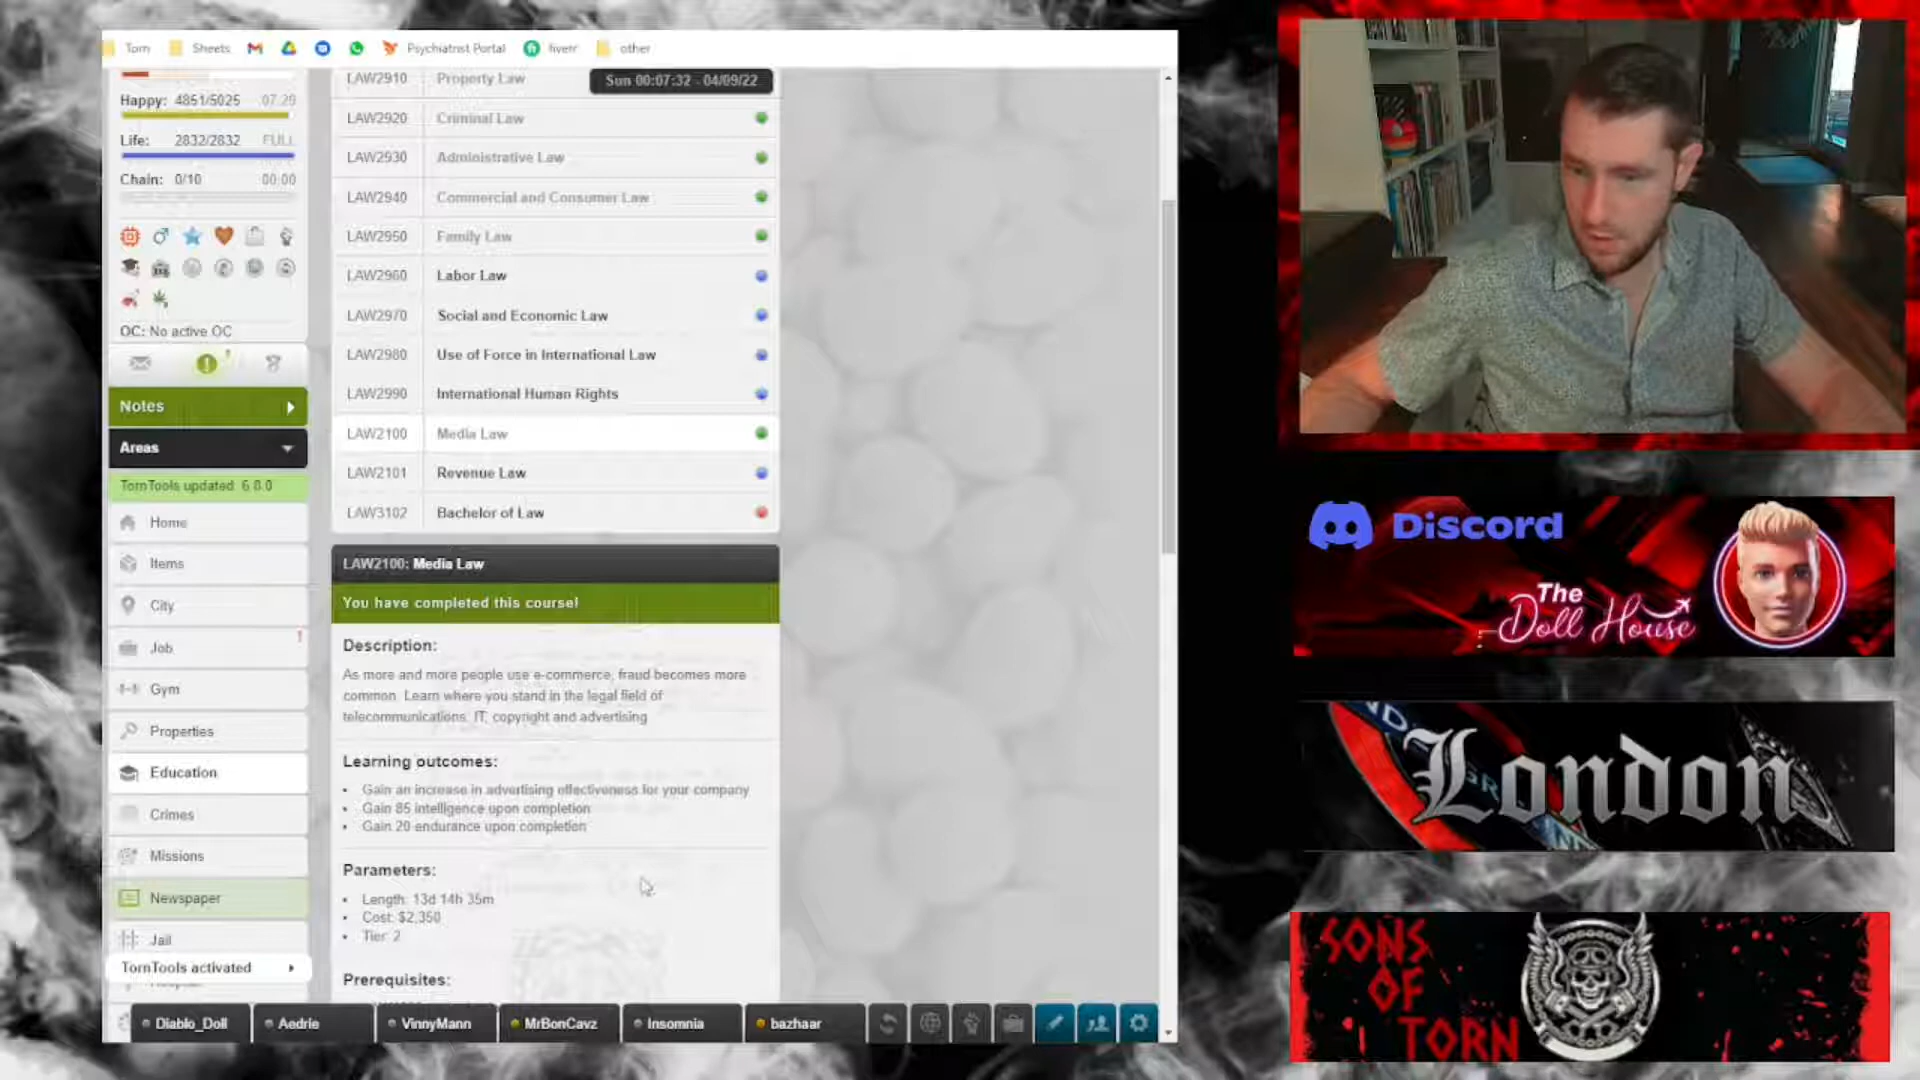 Torn
Sheets
Psychiatrist Portal
fiverr
other
Happy: 4851/5025 07:29
Life: 2832/2832 FULL
Chain: 0/10 00:00
OC: No active OC
Notes
Areas
TornTools updated: 6.8.0
Home
Items
City
Job
Gym
Properties
Education
Crimes
Missions
Newspaper
Jail
TornTools activated
Sun 00:07:32 - 04/09/22
LAW2910 Property Law
LAW2920 Criminal Law
LAW2930 Administrative Law
LAW2940 Commercial and Consumer Law
LAW2950 Family Law
LAW2960 Labor Law
LAW2970 Social and Economic Law
LAW2980 Use of Force in International Law
LAW2990 International Human Rights
LAW2100 Media Law
LAW2101 Revenue Law
LAW3102 Bachelor of Law
LAW2100: Media Law
You have completed this course!
Description:
As more and more people use e-commerce, fraud becomes more
common. Learn where you stand in the legal field of
telecommunications, IT, copyright and advertising
Learning outcomes:
Gain an increase in advertising effectiveness for your company
Gain 85 intelligence upon completion
Gain 20 endurance upon completion
Parameters:
Length: 13d 14h 35m
Cost: $2,350
Tier: 2
Prerequisites:
Diablo_Doll
Aedrie
VinnyMann
MrBonCavz
Insomnia
bazhaar
Discord
The
Doll House
London
SONS
OF
TORN